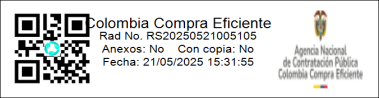 Colombia Compra Eficiente
Rad No. RS20250521005105
Anexos: No Con copia: No
Fecha: 21/05/2025 15:31:55
Agencia Nacional
de Contratación Pública
Colombia Compra Eficiente